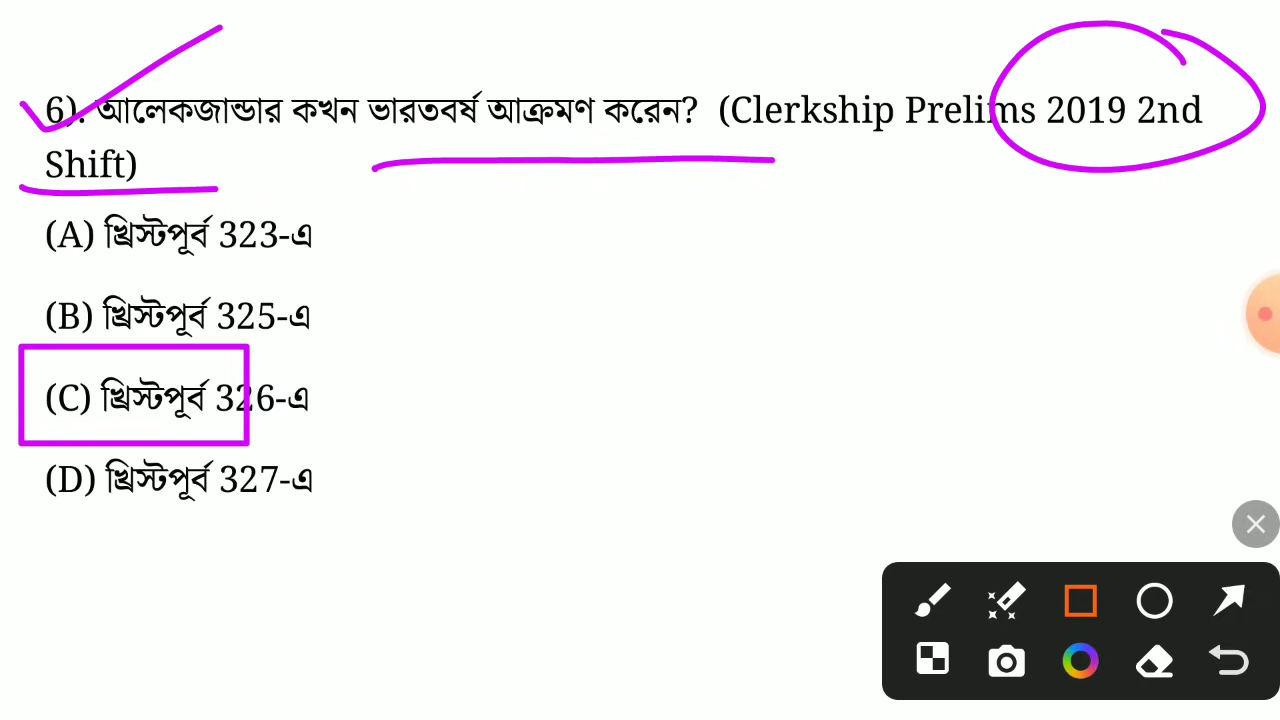 6). আলেকজান্ডার কখন ভারতবর্ষ আক্রমণ করেন? (Clerkship Prelims 2019 2nd
Shift)
(A) খ্রিস্টপূর্ব 323-এ
(B) খ্রিস্টপূর্ব 325-এ
(C) খ্রিস্টপূর্ব 326-এ
(D) খ্রিস্টপূর্ব 327-এ